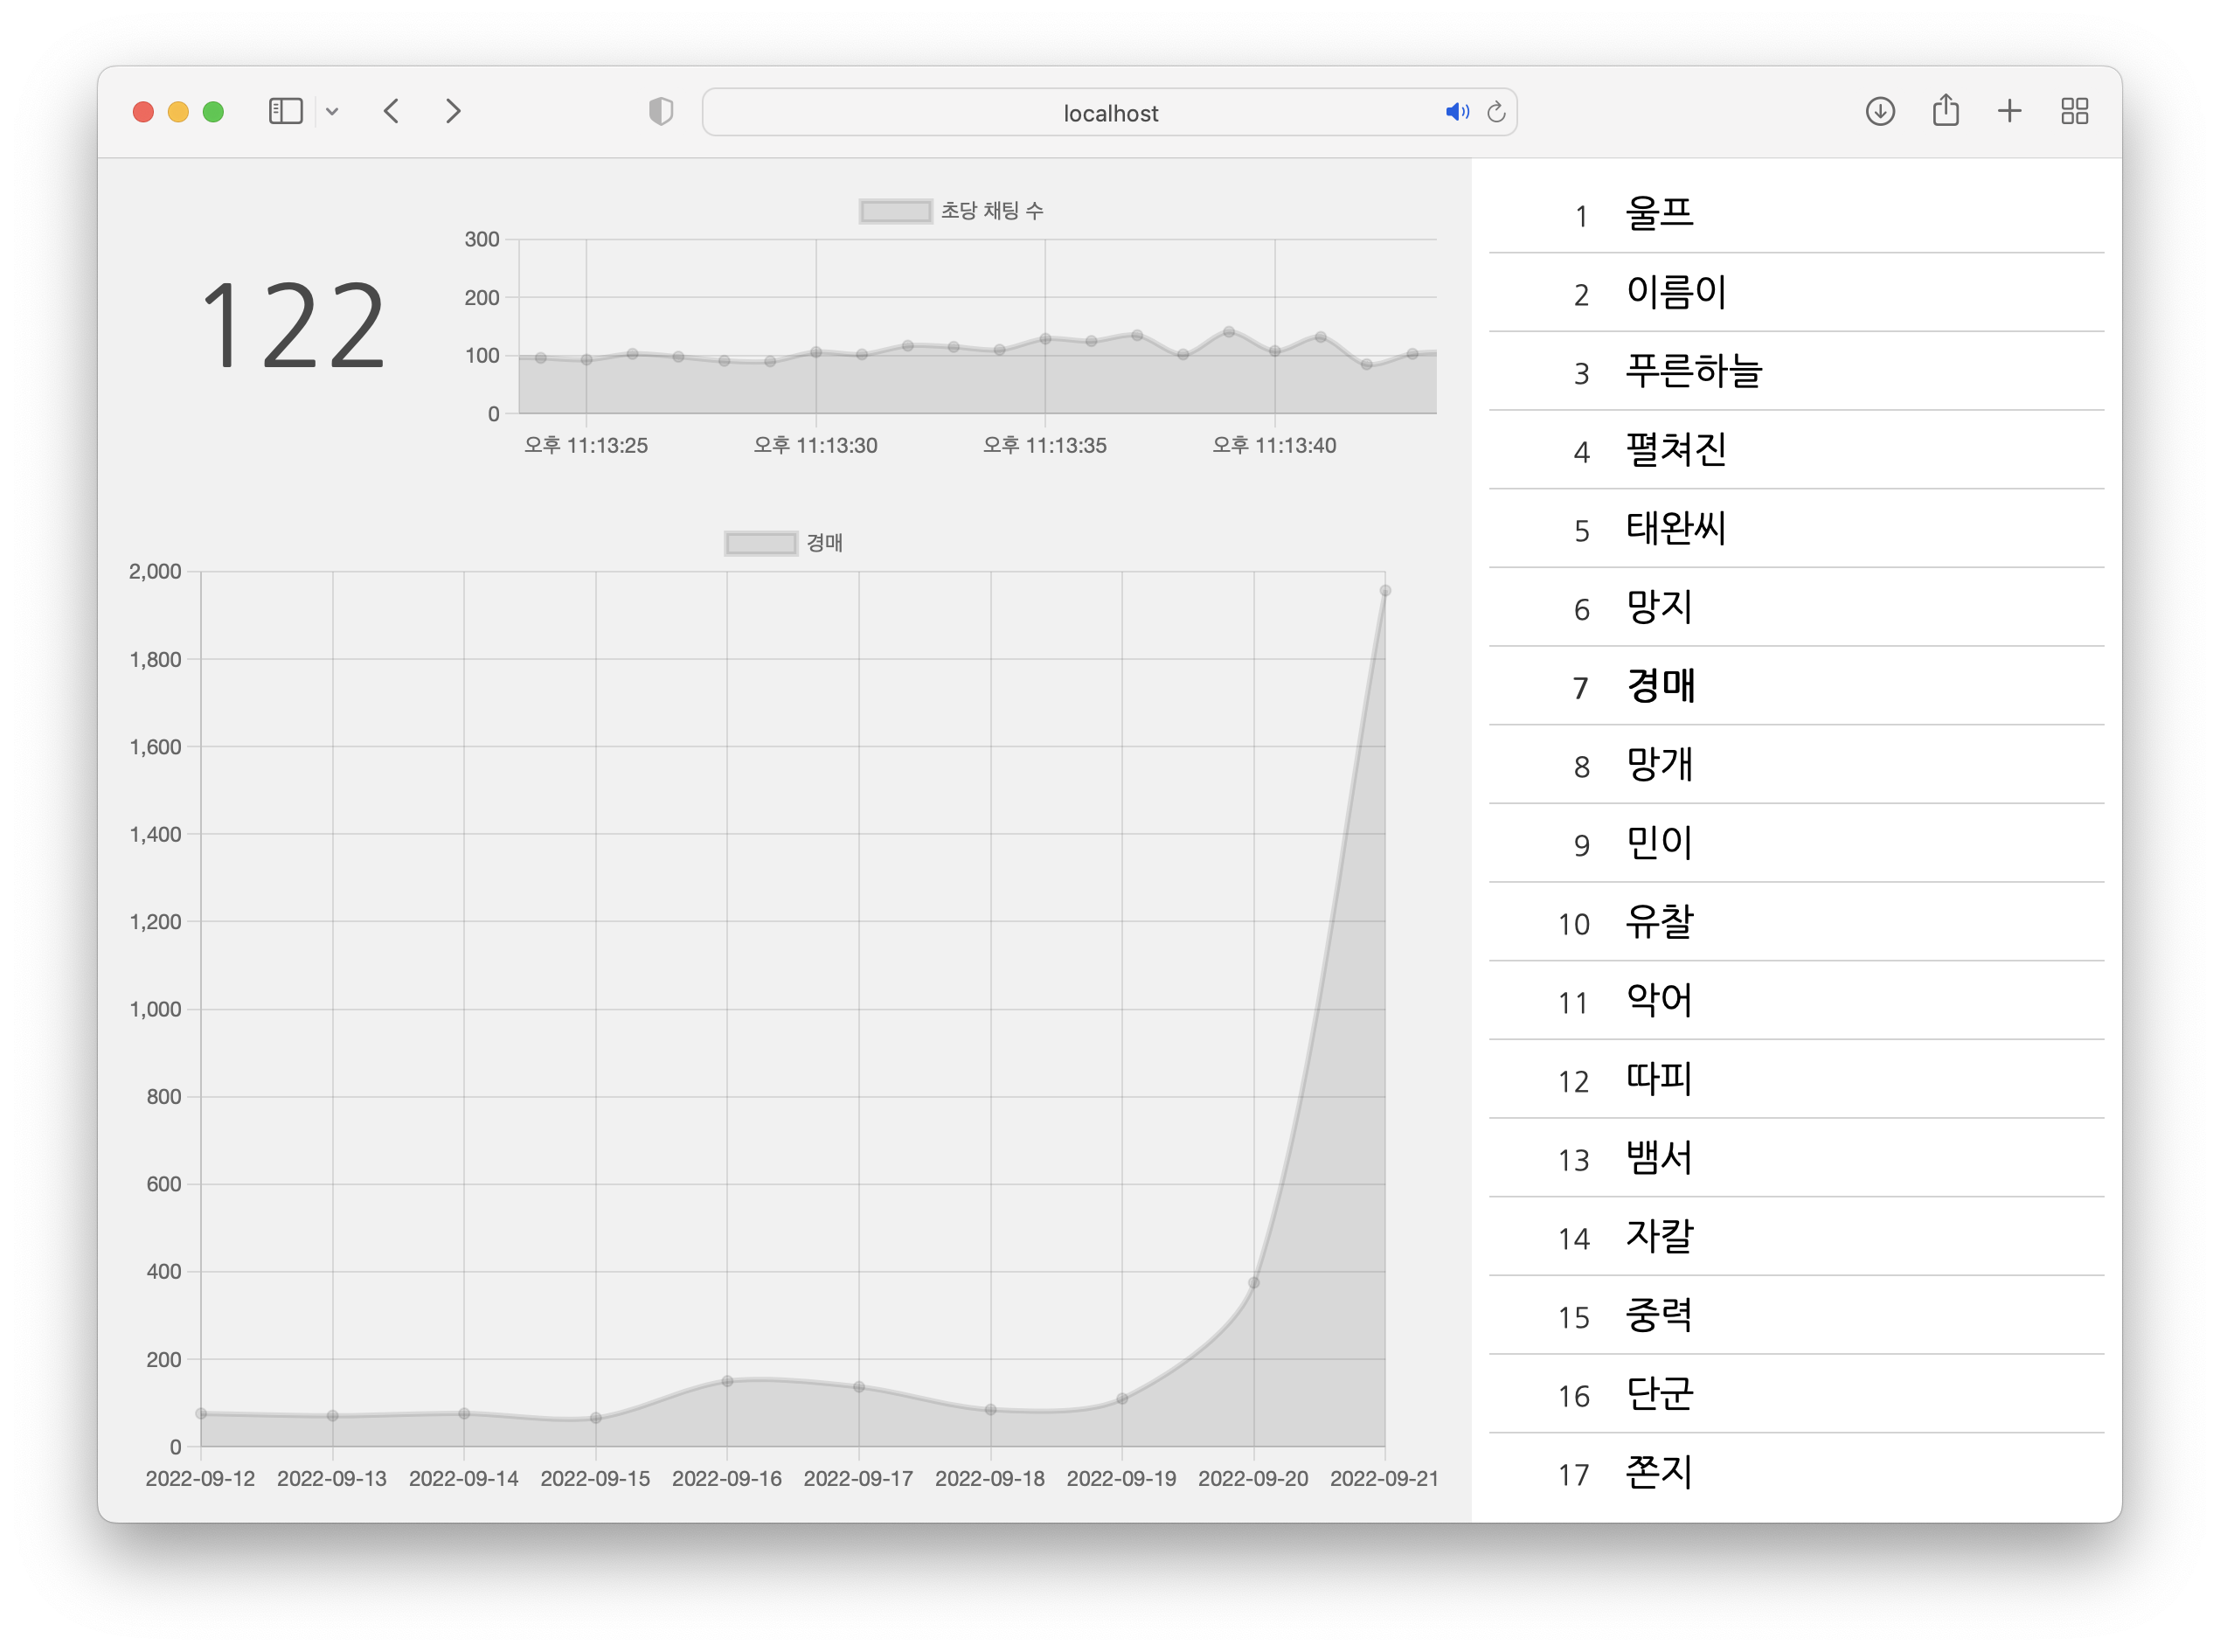 localhost
122
초당 채팅 수
300
200
100
0
오후 11:13:25 오후 11:13:30 오후 11:13:35 오후 11:13:40
경매
2,000
1,800
1,600
1,400
1,200
1,000
800
600
400
200
0
2022-09-12 2022-09-13 2022-09-14 2022-09-15 2022-09-16 2022-09-17 2022-09-18 2022-09-19 2022-09-20 2022-09-21
1 울프
2 이름이
3 푸른하늘
4 펼쳐진
5 태완씨
6 망지
7 경매
8 망개
9 민이
10 유찰
11 악어
12 따피
13 뱀서
14 자칼
15 중력
16 단군
17 쫀지